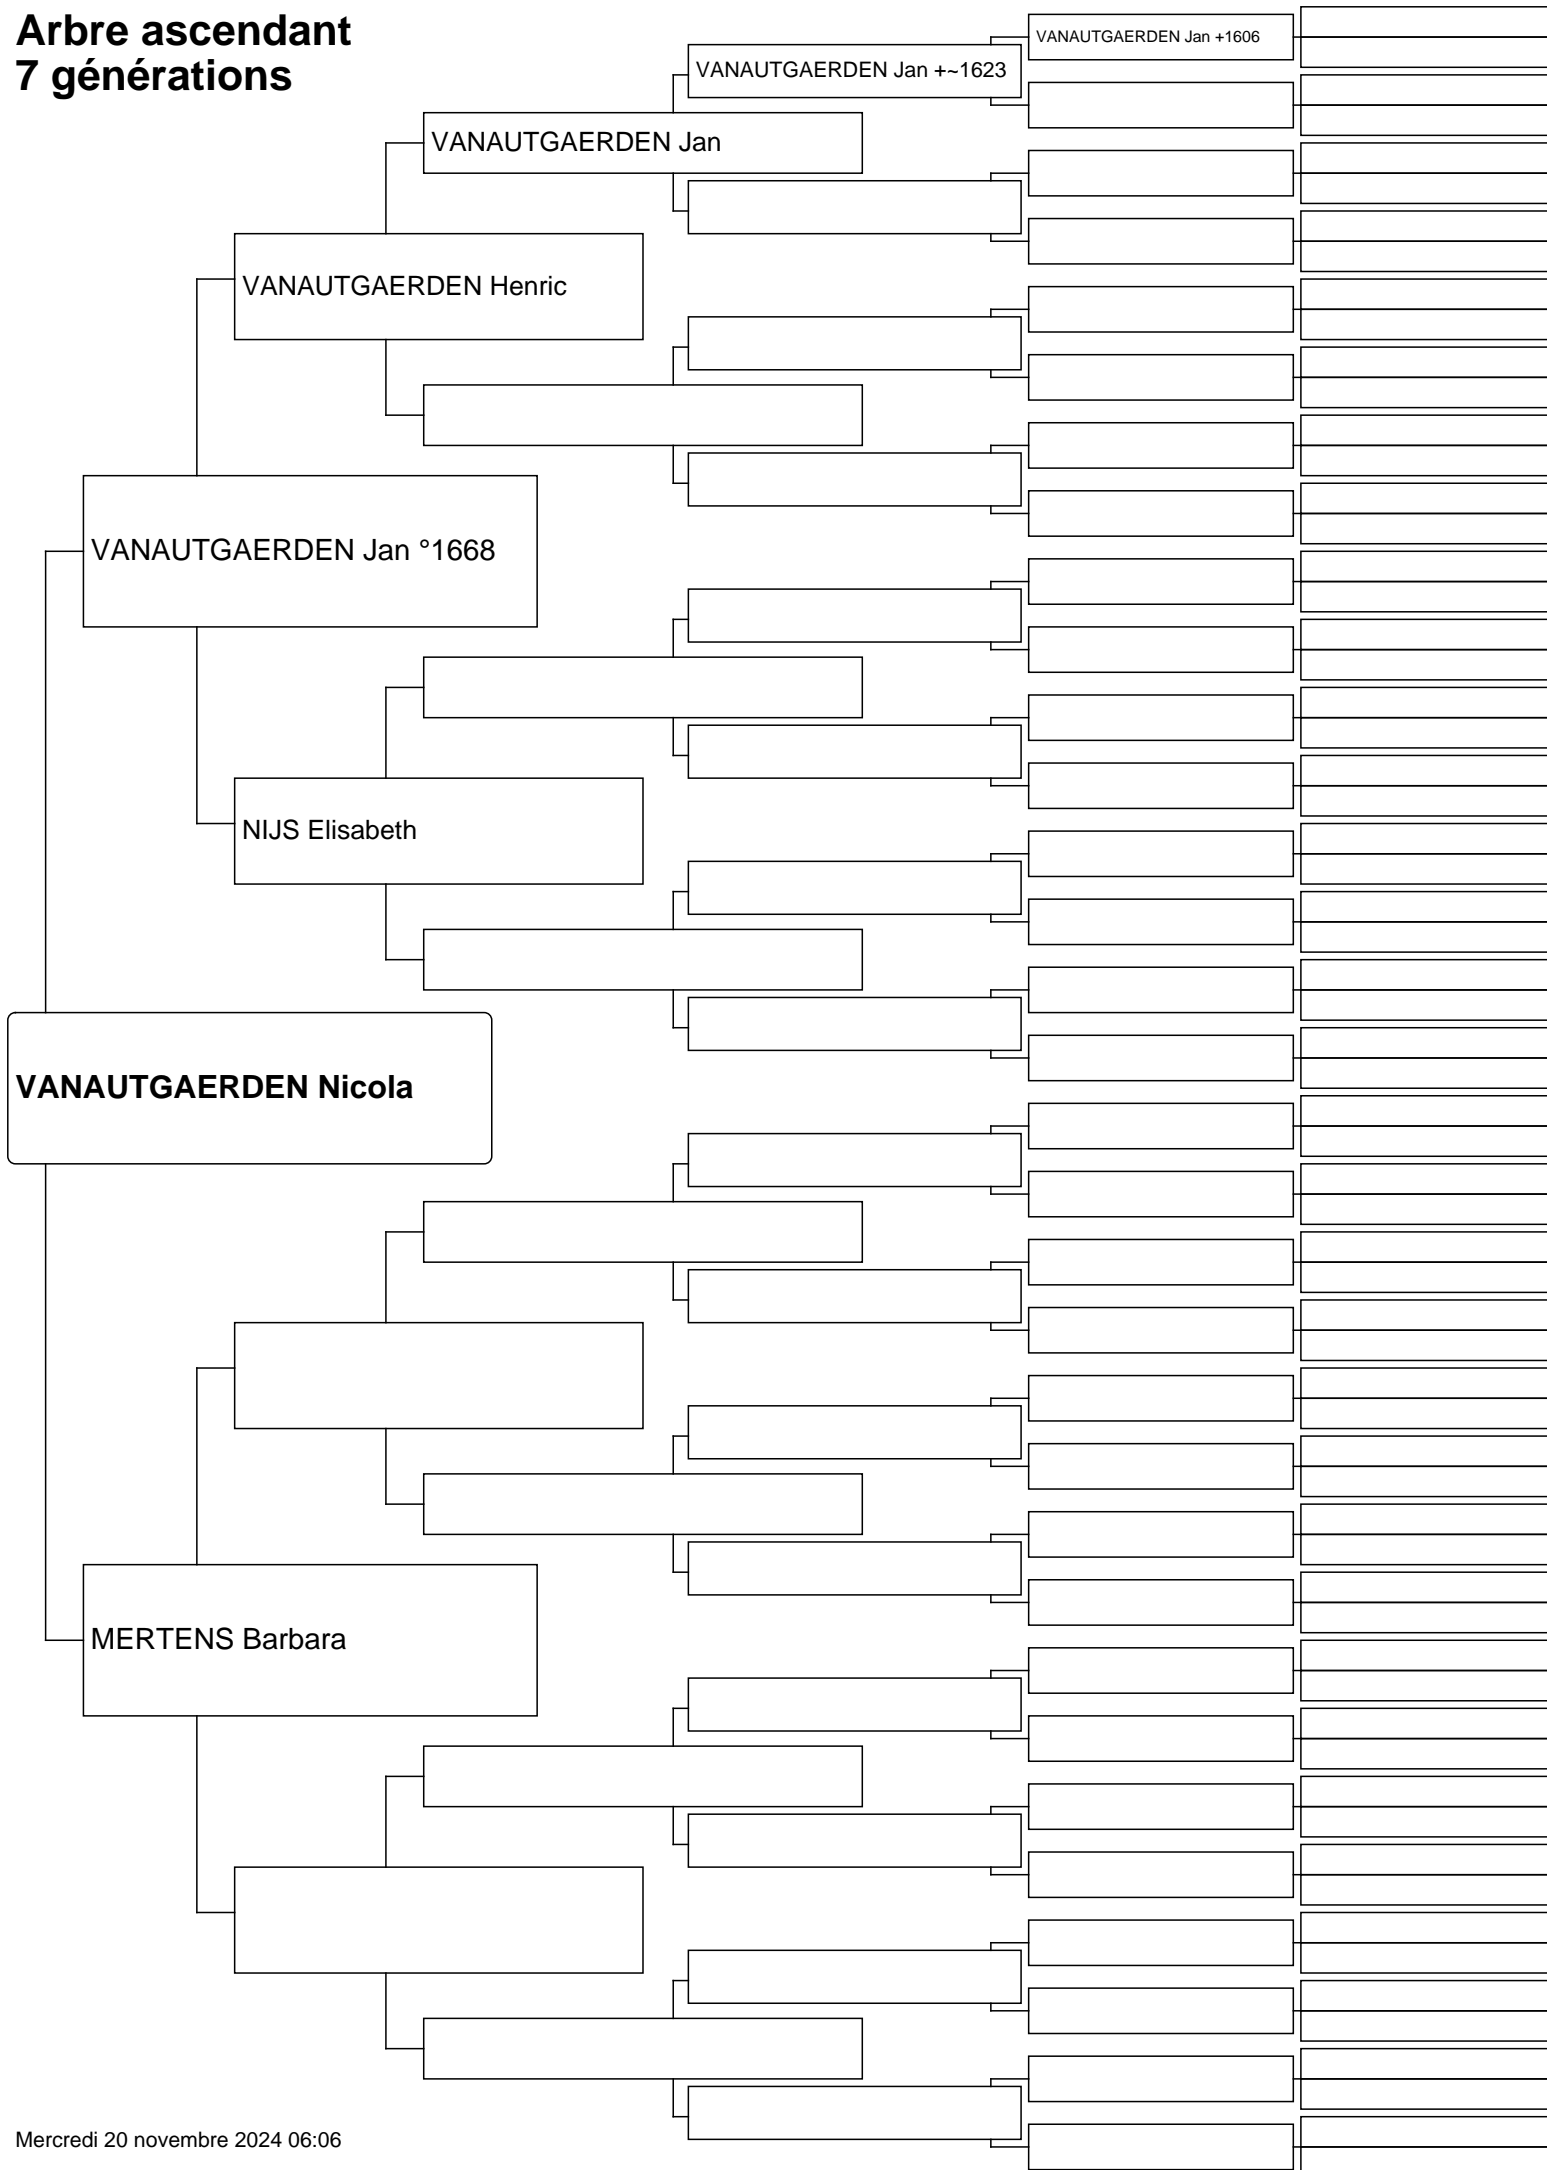 Arbre ascendant
7 générations
VANAUTGAERDEN Jan +1606
VANAUTGAERDEN Jan +~1623
VANAUTGAERDEN Jan
VANAUTGAERDEN Henric
VANAUTGAERDEN Jan °1668
NIJS Elisabeth
VANAUTGAERDEN Nicola
MERTENS Barbara
Mercredi 20 novembre 2024 06:06